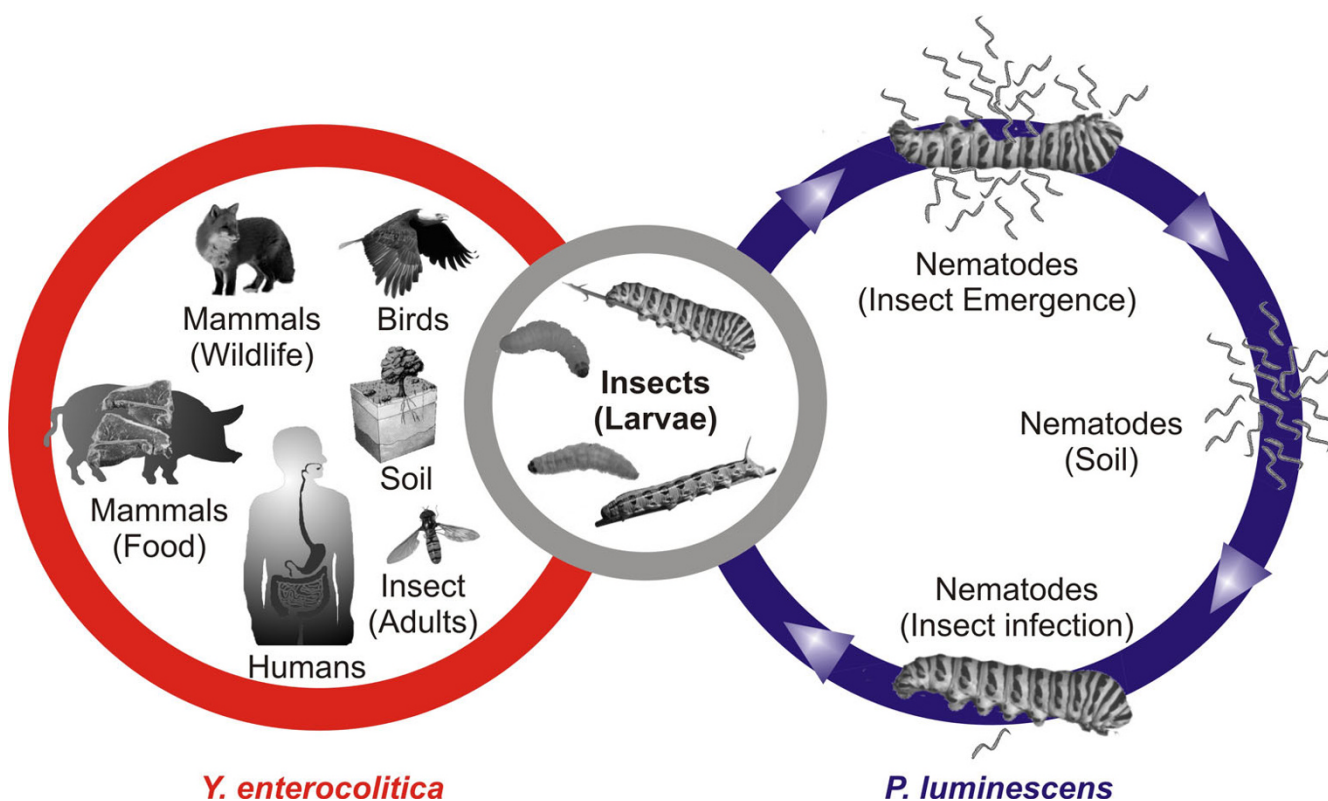 Mammals
(Wildlife)
Birds
Mammals
(Food)
Soil
Insect
(Adults)
Humans
Insects
(Larvae)
Nematodes
(Insect Emergence)
Nematodes
(Soil)
Nematodes
(Insect infection)
Y. enterocolitica
P. luminescens